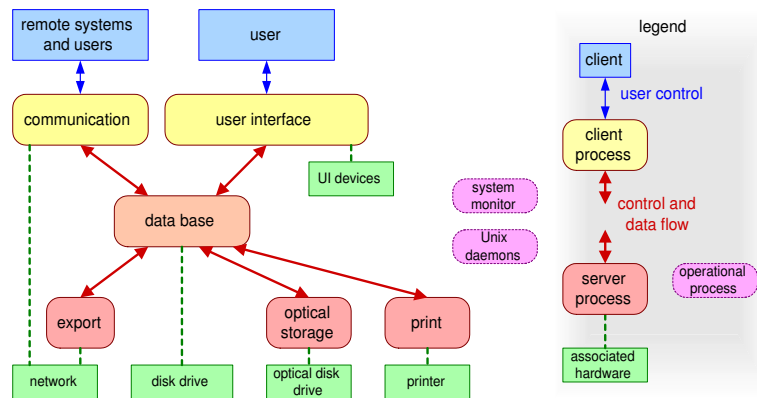 remote systems
and users
user
communication
user interface
UI devices
data base
system
monitor
Unix
daemons
export
optical
storage
print
network
disk drive
optical disk
drive
printer
legend
client
user control
client
process
control and
data flow
server
process
operational
process
associated
hardware